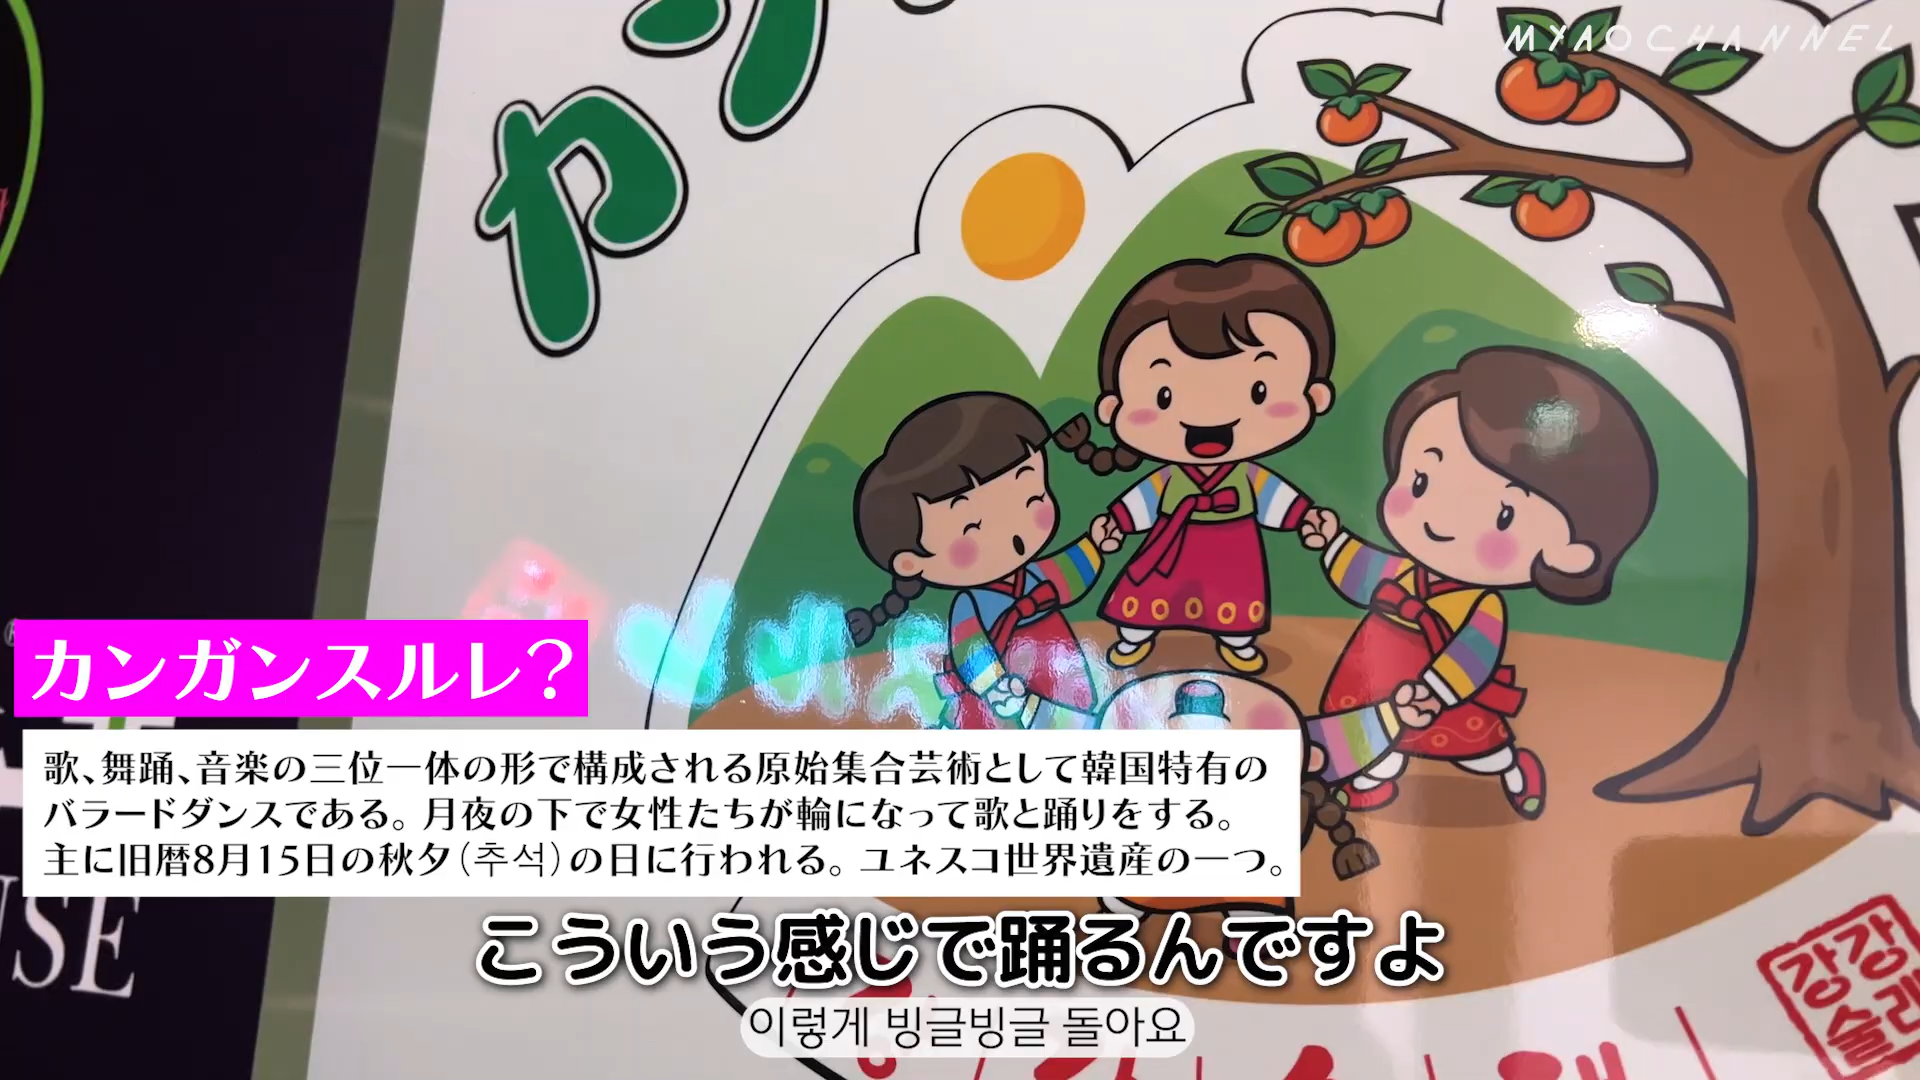 MYAOCHANNEL
カン
カンガンスルレ?
歌、舞踊、音楽の三位一体の形で構成される原始集合芸術として韓国特有の
バラードダンスである。月夜の下で女性たちが輪になって歌と踊りをする。
主に旧暦8月15日の秋夕(추석)の日に行われる。ユネスコ世界遺産の一つ。
USE
こういう感じで踊るんですよ
강강
술래
이렇게 빙글빙글 돌아요